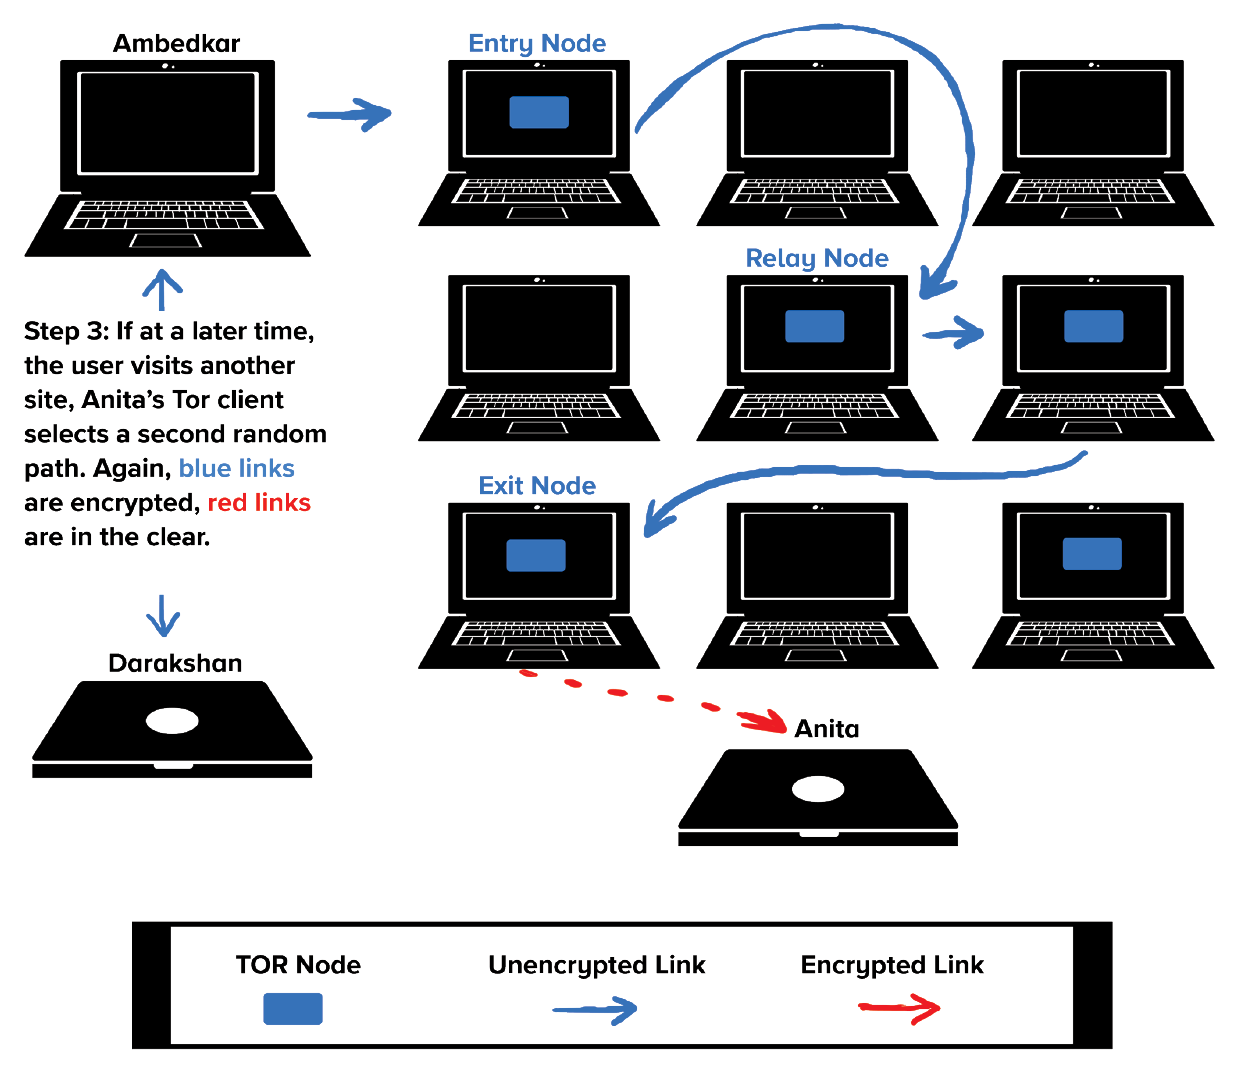 Ambedkar
Entry Node
Relay Node
Step 3: If at a later time,
the user visits another
site, Anita's Tor client
selects a second random
path. Again, blue links
are encrypted, red links
are in the clear.
Exit Node
Darakshan
Anita
TOR Node
Unencrypted Link
Encrypted Link